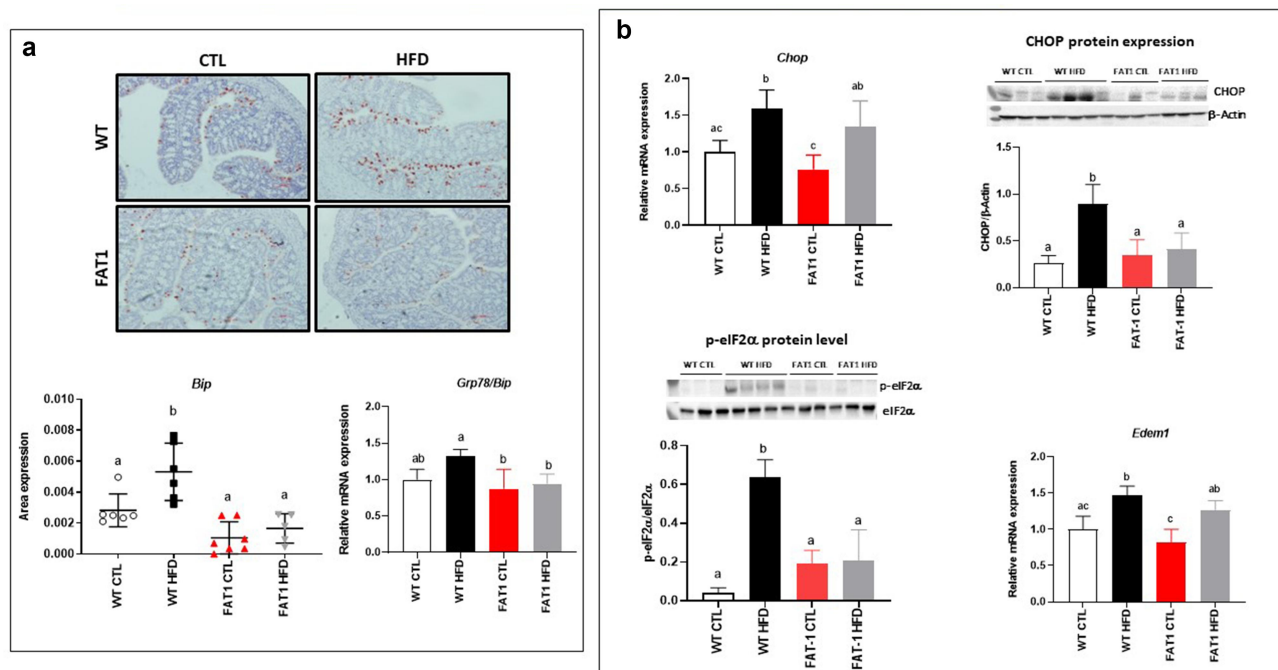 a
CTL HFD
WT
FAT1
Bip
Area expression
0.010
0.008
0.006
0.004
0.002
0.000
a
b
a
a
WT CTL
WT HFD
FAT1 CTL
FAT1 HFD
Grp78/Bip
Relative mRNA expression
2.0
1.5
1.0
0.5
0.0
ab
a
b
b
WT CTL
WT HFD
FAT1 CTL
FAT1 HFD
b
Chop
Relative mRNA expression
2.0
1.5
1.0
0.5
0.0
ac
b
c
ab
WT CTL
WT HFD
FAT1 CTL
FAT1 HFD
CHOP protein expression
WT CTL WT HFD FAT1 CTL FAT1 HFD
CHOP
β-Actin
CHOP/β-Actin
1.5
1.0
0.5
0.0
a
b
a
a
WT CTL
WT HFD
FAT-1 CTL
FAT-1 HFD
p-eIF2α protein level
WT CTL WT HFD FAT1 CTL FAT1 HFD
p-eIF2α
eIF2α
p-eIF2α/eIF2α
0.8
0.6
0.4
0.2
0.0
a
b
a
a
WT CTL
WT HFD
FAT-1 CTL
FAT-1 HFD
Edem1
Relative mRNA expression
2.0
1.5
1.0
0.5
0.0
ac
b
c
ab
WT CTL
WT HFD
FAT1 CTL
FAT1 HFD